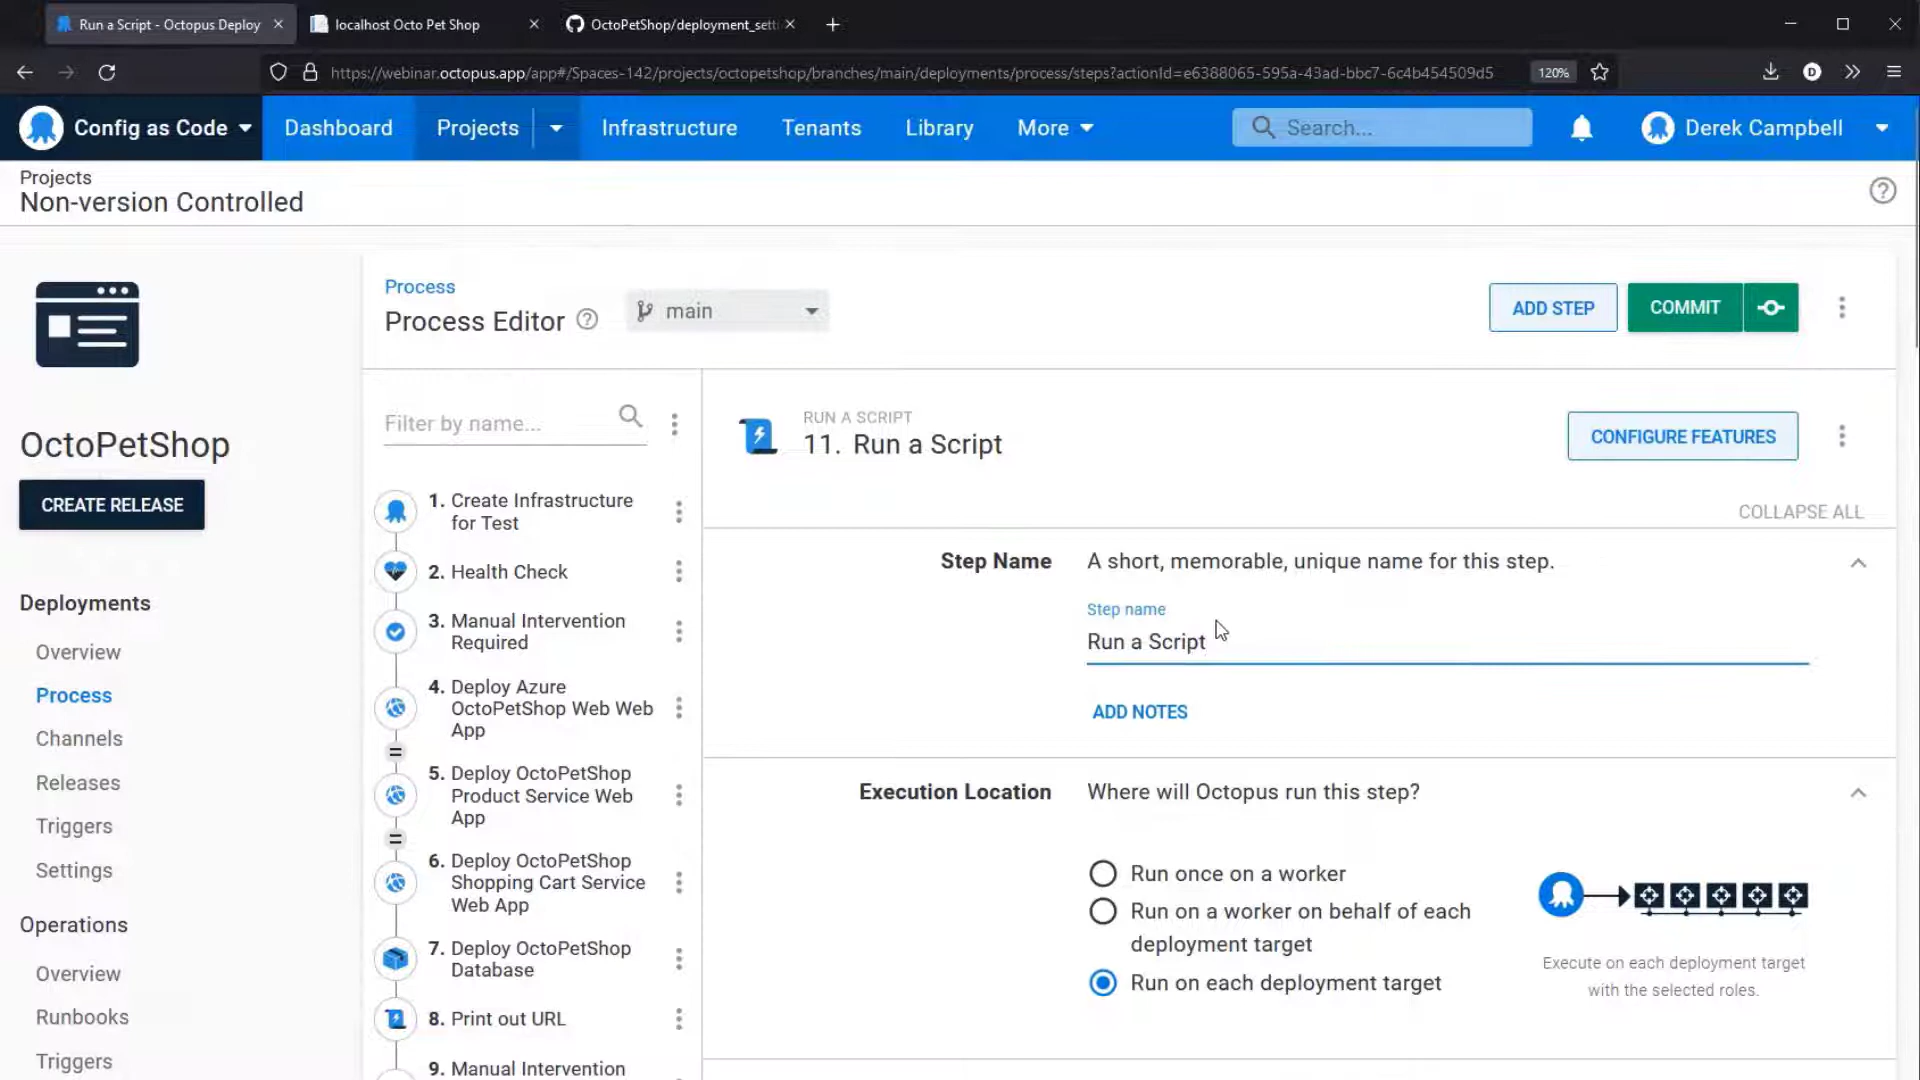 Run a Script - Octopus Deploy
localhost Octo Pet Shop
OctoPetShop/deployment_sett
https://webinar.octopus.app/app#/Spaces-142/projects/octopetshop/branches/main/deployments/process/steps?actionId=e6388065-595a-43ad-bbc7-6c4b454509d5
120%
D
Config as Code
Dashboard
Projects
Infrastructure
Tenants
Library
More
Search...
Derek Campbell
Projects
Non-version Controlled
OctoPetShop
CREATE RELEASE
Deployments
Overview
Process
Channels
Releases
Triggers
Settings
Operations
Overview
Runbooks
Triggers
Process
Process Editor
main
ADD STEP
COMMIT
Filter by name...
1. Create Infrastructure
for Test
2. Health Check
3. Manual Intervention
Required
4. Deploy Azure
OctoPetShop Web Web
App
5. Deploy OctoPetShop
Product Service Web
App
6. Deploy OctoPetShop
Shopping Cart Service
Web App
7. Deploy OctoPetShop
Database
8. Print out URL
9. Manual Intervention
RUN A SCRIPT
11. Run a Script
CONFIGURE FEATURES
COLLAPSE ALL
Step Name
A short, memorable, unique name for this step.
Step name
Run a Script
ADD NOTES
Execution Location
Where will Octopus run this step?
Run once on a worker
Run on a worker on behalf of each
deployment target
Run on each deployment target
Execute on each deployment target
with the selected roles.